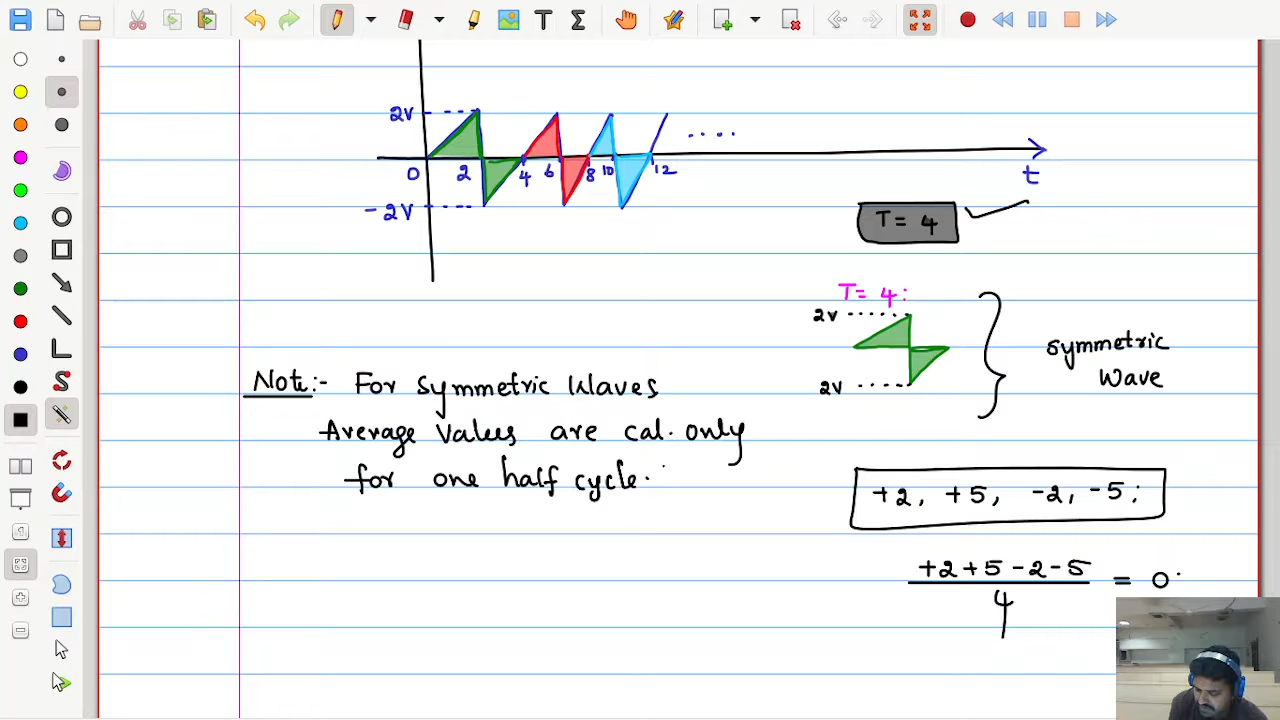 2V
....
0 2 4 6 8 10 12
t
-2V
T= 4
T= 4:
2V
symmetric
Wave
2V
Note:- For Symmetric Waves
Average Values are cal. only
for one half cycle.
+2, +5, -2, -5;
+2+5-2-5
4
= 0